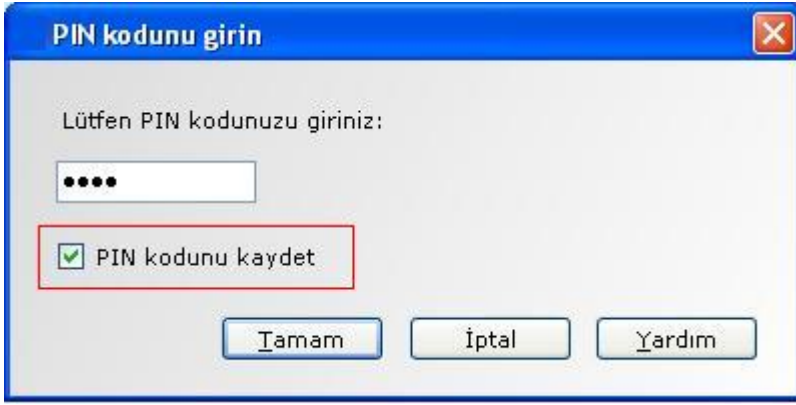 PIN kodunu girin
Lütfen PIN kodunuzu giriniz:
••••
PIN kodunu kaydet
Tamam İptal Yardım